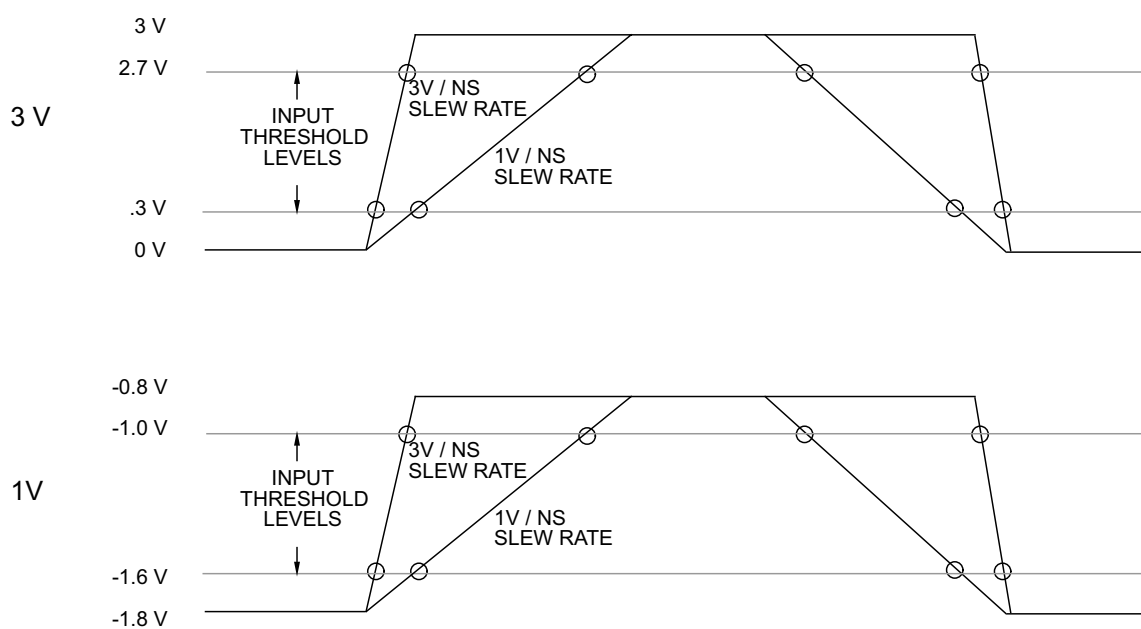 3 V
2.7 V
3 V
3V / NS
SLEW RATE
INPUT
THRESHOLD
LEVELS
1V / NS
SLEW RATE
.3 V
0 V
-0.8 V
-1.0 V
1V
3V / NS
SLEW RATE
INPUT
THRESHOLD
LEVELS
1V / NS
SLEW RATE
-1.6 V
-1.8 V